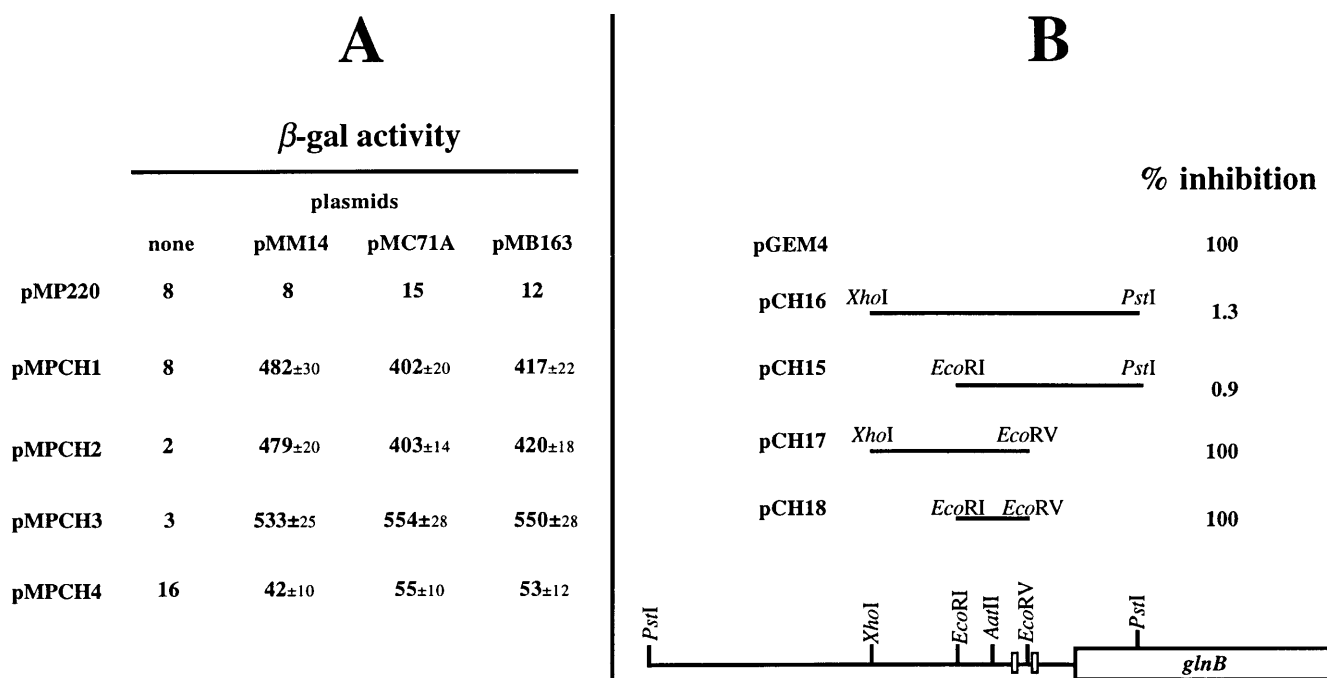 A
β-gal activity
plasmids
none pMM14 pMC71A pMB163
pMP220 8 8 15 12
pMPCH1 8 482±30 402±20 417±22
pMPCH2 2 479±20 403±14 420±18
pMPCH3 3 533±25 554±28 550±28
pMPCH4 16 42±10 55±10 53±12
B
% inhibition
pGEM4 100
pCH16 XhoI PstI 1.3
pCH15 EcoRI PstI 0.9
pCH17 XhoI EcoRV 100
pCH18 EcoRI EcoRV 100
PstI XhoI EcoRI AatII EcoRV PstI
glnB